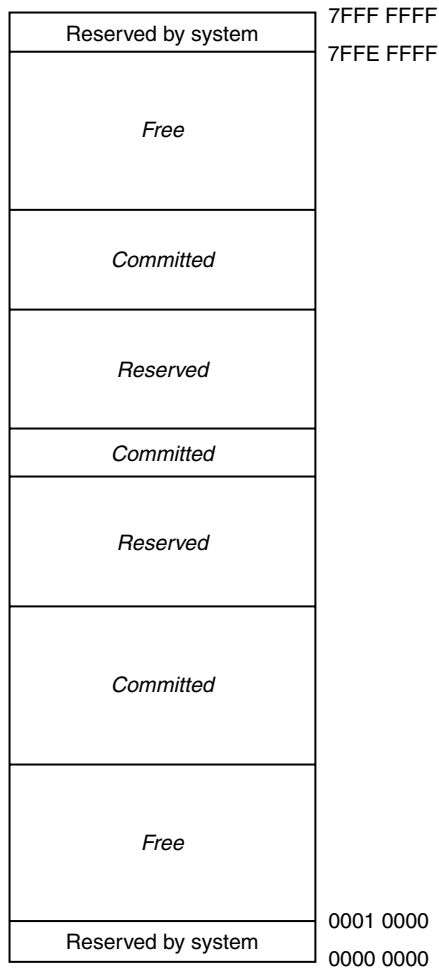 7FFF FFFF
Reserved by system
7FFE FFFF
Free
Committed
Reserved
Committed
Reserved
Committed
Free
0001 0000
Reserved by system
0000 0000